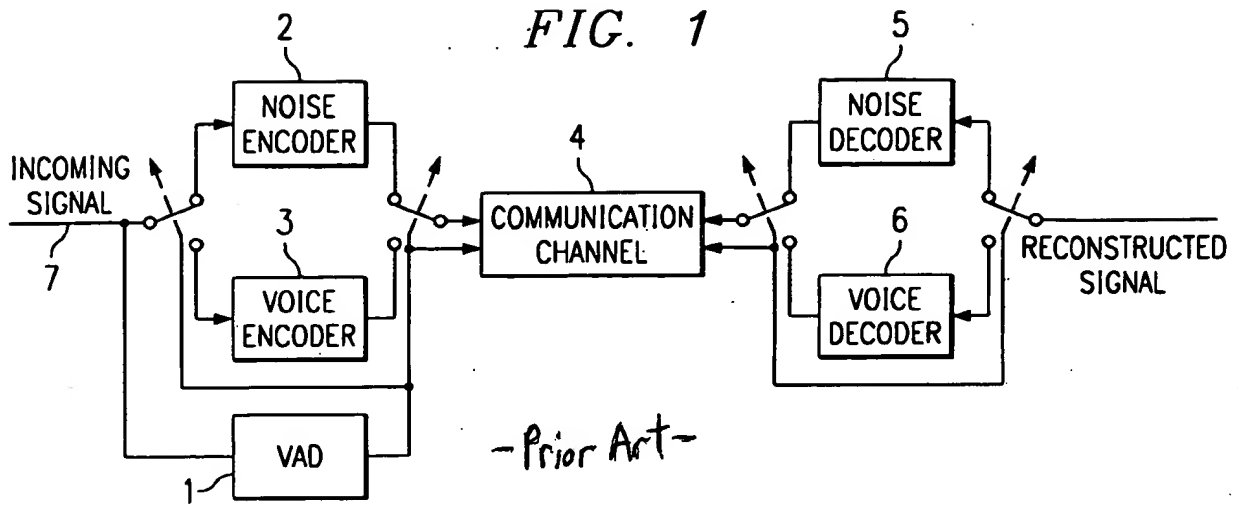 FIG. 1
2
NOISE
ENCODER
5
NOISE
DECODER
4
COMMUNICATION
CHANNEL
INCOMING
SIGNAL
7
3
VOICE
ENCODER
6
VOICE
DECODER
RECONSTRUCTED
SIGNAL
VAD
1
-Prior Art-